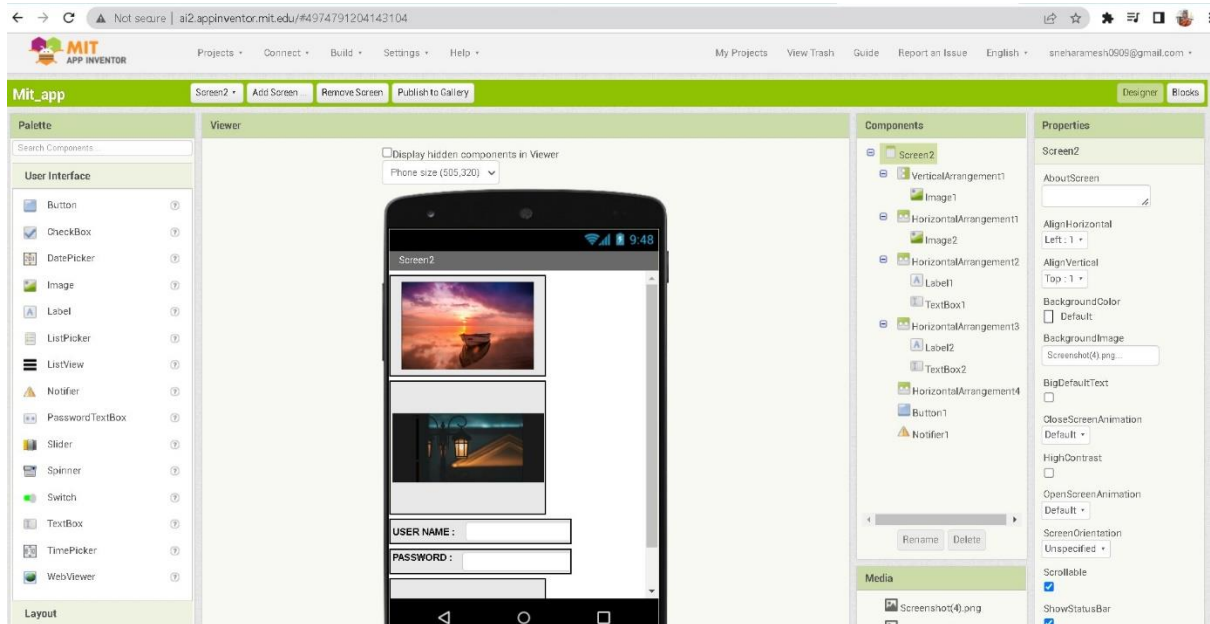 Not secure | ai2.appinventor.mit.edu/#4974791204143104
MIT
APP INVENTOR
Projects
Connect
Build
Settings
Help
My Projects
View Trash
Guide
Report an Issue
English
sneharamesh0909@gmail.com
Mit_app
Screen2
Add Screen ...
Remove Screen
Publish to Gallery
Designer
Blocks
Palette
Search Components...
User Interface
Button
CheckBox
DatePicker
Image
Label
ListPicker
ListView
Notifier
PasswordTextBox
Slider
Spinner
Switch
TextBox
TimePicker
WebViewer
Layout
Viewer
Display hidden components in Viewer
Phone size (505,320)
9:48
Screen2
USER NAME :
PASSWORD :
Components
Screen2
VerticalArrangement1
Image1
HorizontalArrangement1
Image2
HorizontalArrangement2
Label1
TextBox1
HorizontalArrangement3
Label2
TextBox2
HorizontalArrangement4
Button1
Notifier1
Rename
Delete
Media
Screenshot(4).png
Properties
Screen2
AboutScreen
AlignHorizontal
Left : 1
AlignVertical
Top : 1
BackgroundColor
Default
BackgroundImage
Screenshot(4).png...
BigDefaultText
CloseScreenAnimation
Default
HighContrast
OpenScreenAnimation
Default
ScreenOrientation
Unspecified
Scrollable
ShowStatusBar